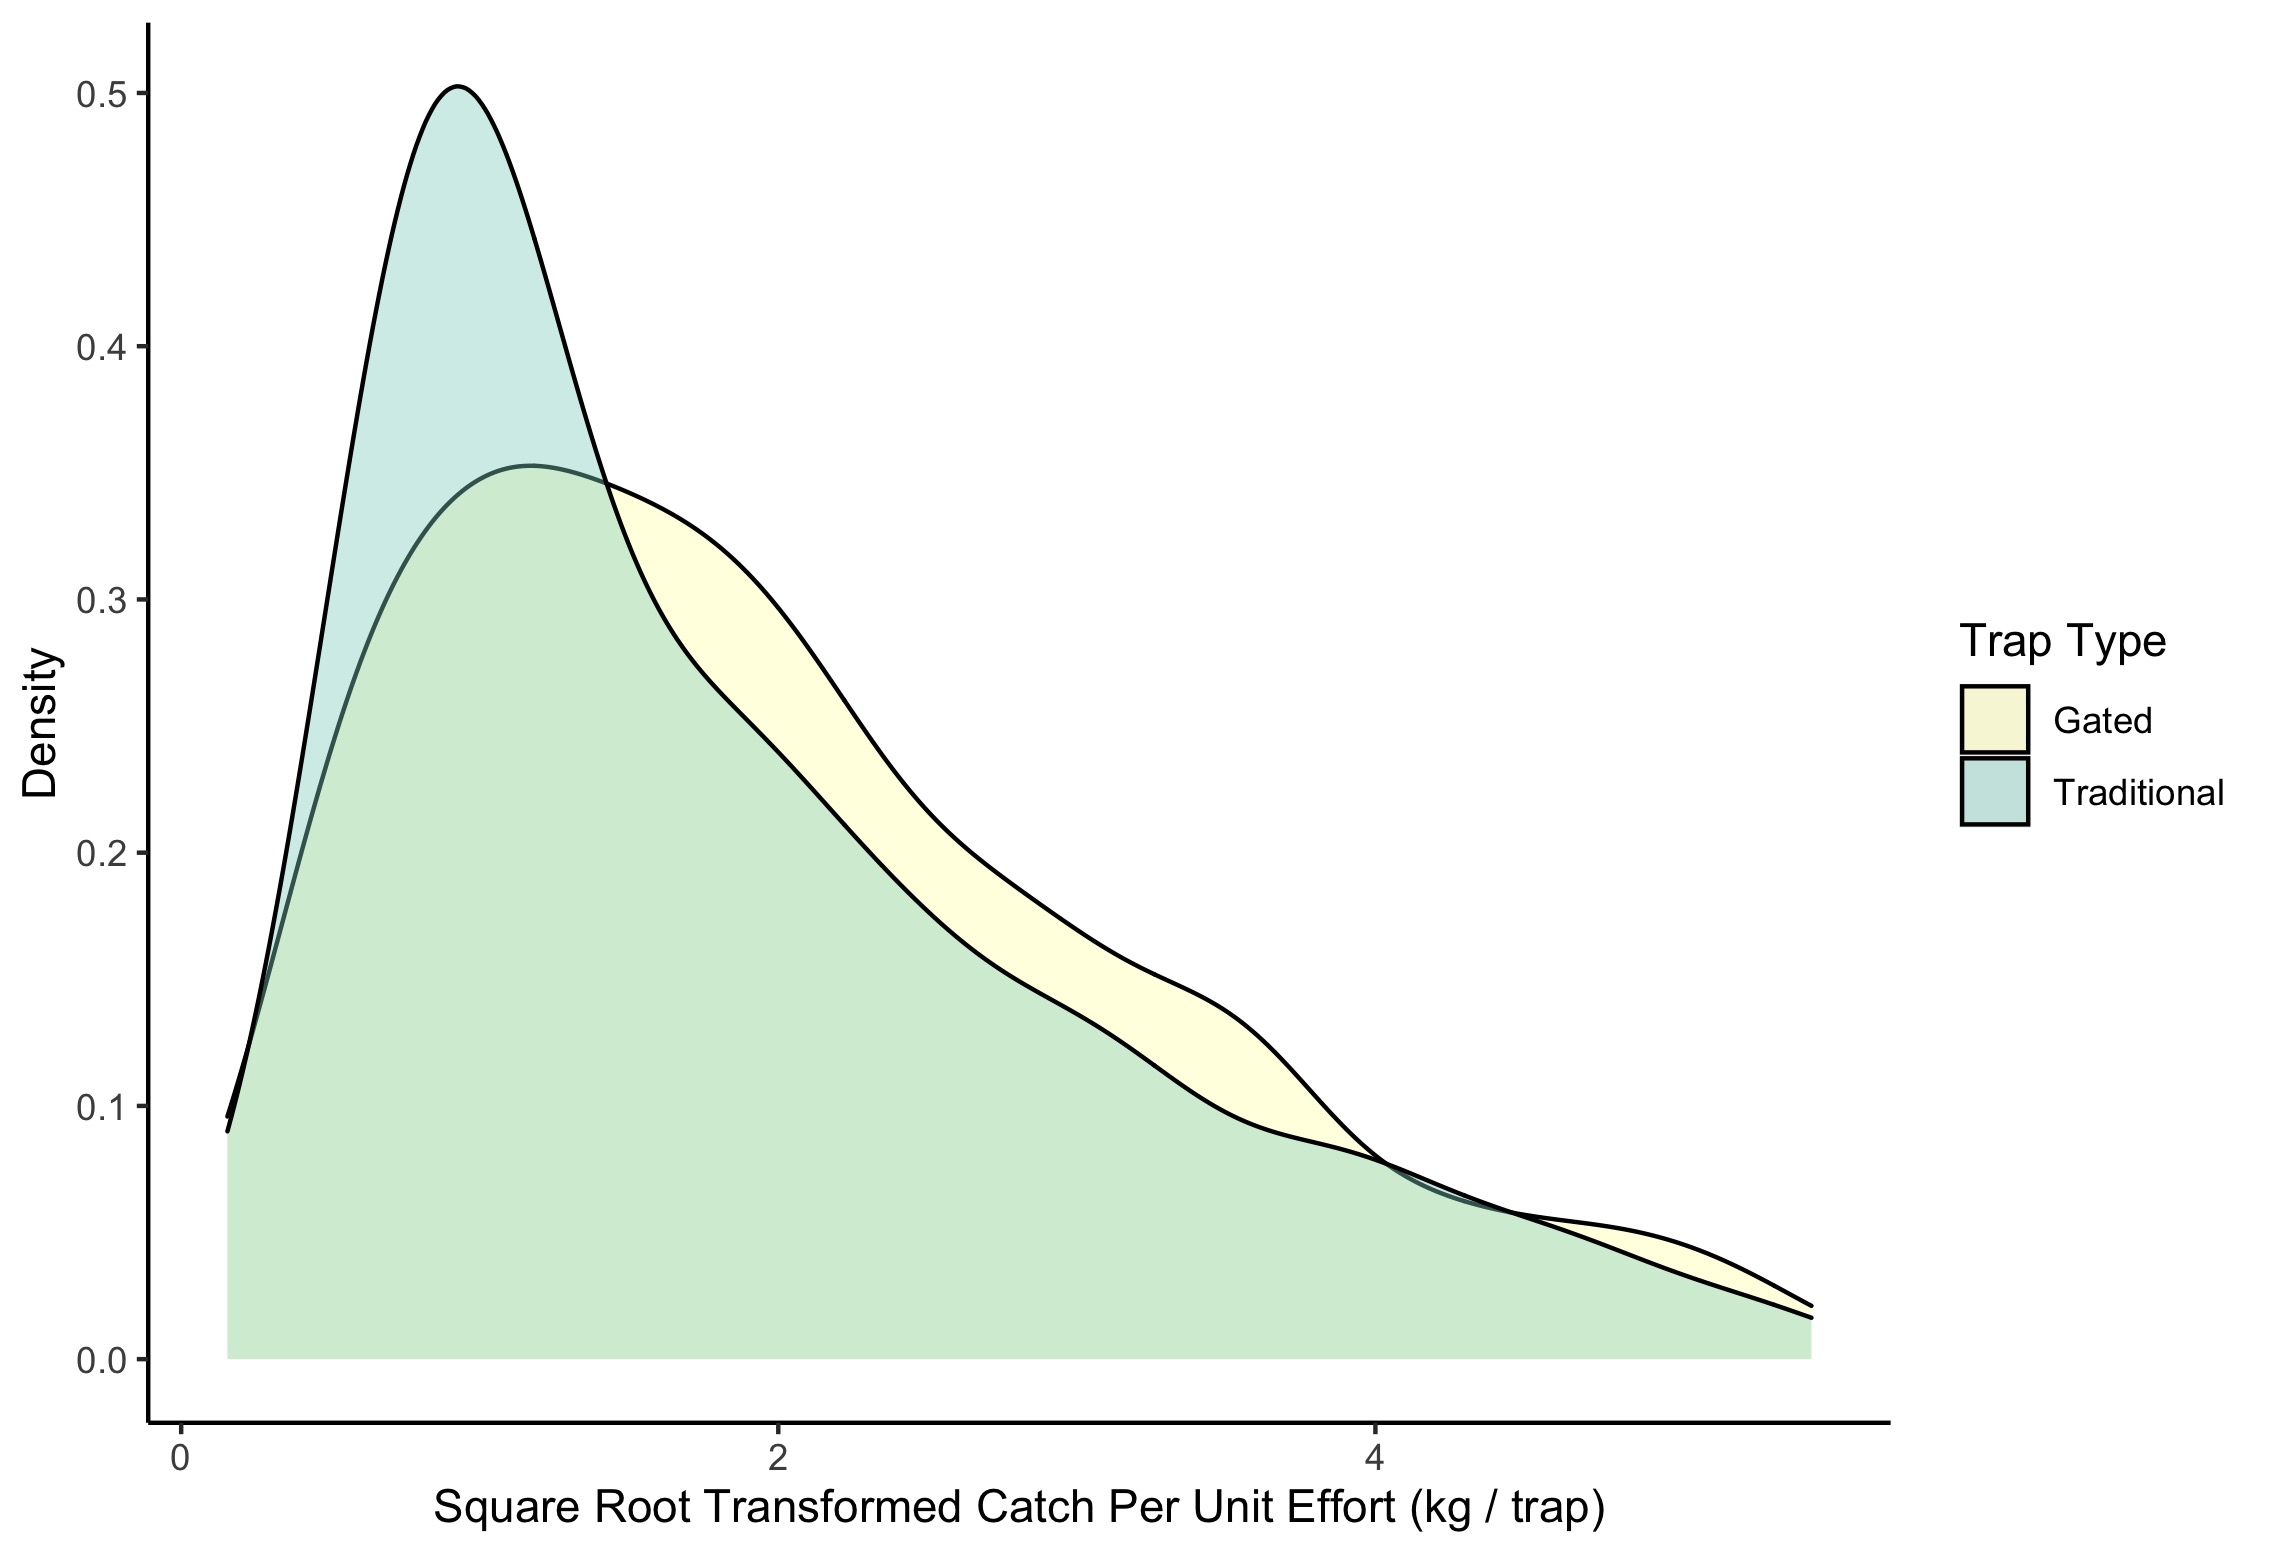 0.5
0.4
0.3
0.2
0.1
0.0
Density
0
2
4
Square Root Transformed Catch Per Unit Effort (kg / trap)
Trap Type
Gated
Traditional